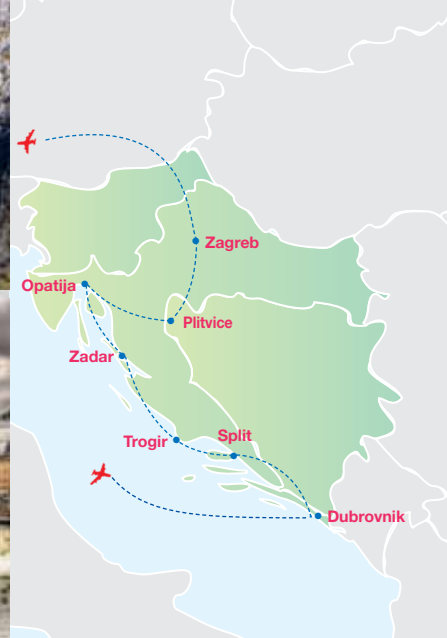 Zagreb
Opatija
Plitvice
Zadar
Trogir
Split
Dubrovnik